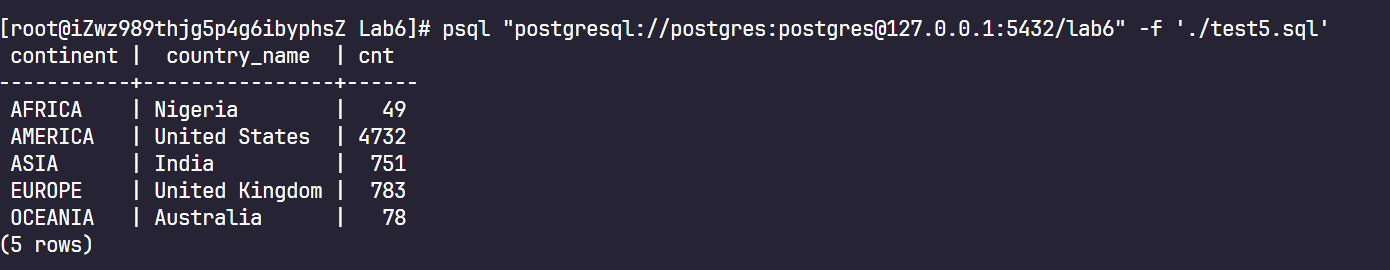 [root@iZwz989thjg5p4g6ibyphsZ Lab6]# psql "postgresql://postgres:postgres@127.0.0.1:5432/lab6" -f './test5.sql'
 continent |  country_name  | cnt
-----------+----------------+------
 AFRICA    | Nigeria        |   49
 AMERICA   | United States  | 4732
 ASIA      | India          |  751
 EUROPE    | United Kingdom |  783
 OCEANIA   | Australia      |   78
(5 rows)